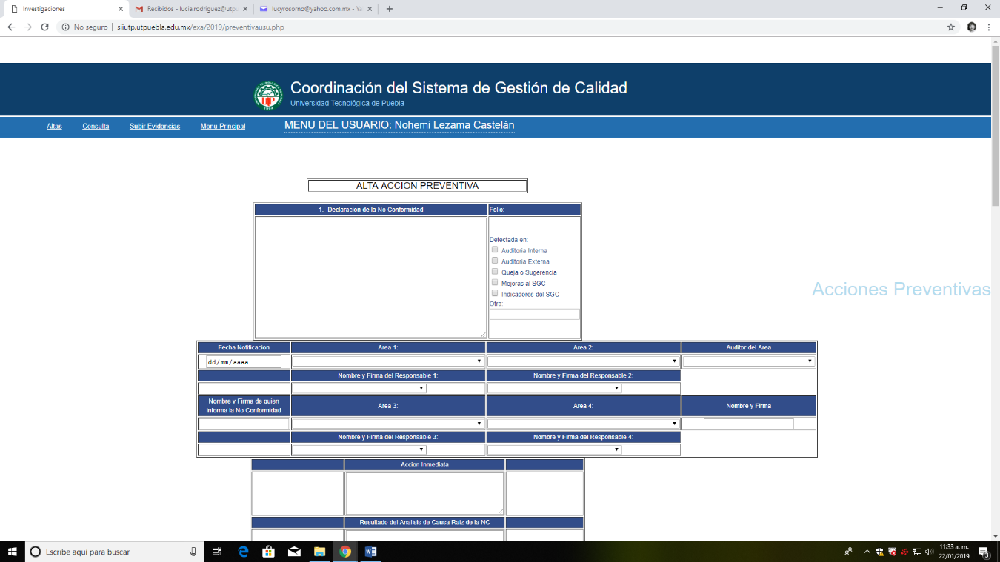 Investigaciones
Recibidos - lucia.rodriguez@utp
lucyrosorno@yahoo.com.mx - Ya
No seguro | siiutp.utpuebla.edu.mx/exa/2019/preventivausu.php
Coordinación del Sistema de Gestión de Calidad
Universidad Tecnológica de Puebla
Altas Consulta Subir Evidencias Menu Principal MENU DEL USUARIO: Nohemi Lezama Castelán
ALTA ACCION PREVENTIVA
1.- Declaracion de la No Conformidad Folio:
Detectada en:
Auditoria Interna
Auditoria Externa
Queja o Sugerencia
Mejoras al SGC
Indicadores del SGC
Otra:
Acciones Preventivas
Fecha Notificacion Area 1: Area 2: Auditor del Area
dd/mm/aaaa
Nombre y Firma del Responsable 1: Nombre y Firma del Responsable 2:
Nombre y Firma de quien
informa la No Conformidad Area 3: Area 4: Nombre y Firma
Nombre y Firma del Responsable 3: Nombre y Firma del Responsable 4:
Accion Inmediata
Resultado del Analisis de Causa Raiz de la NC
Escribe aquí para buscar
11:33 a. m.
22/01/2019
3